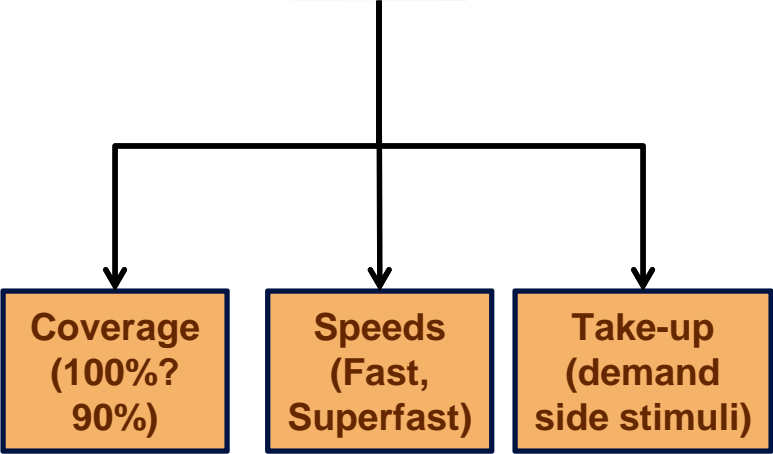 Coverage
(100%?
90%)
Speeds
(Fast,
Superfast)
Take-up
(demand
side stimuli)